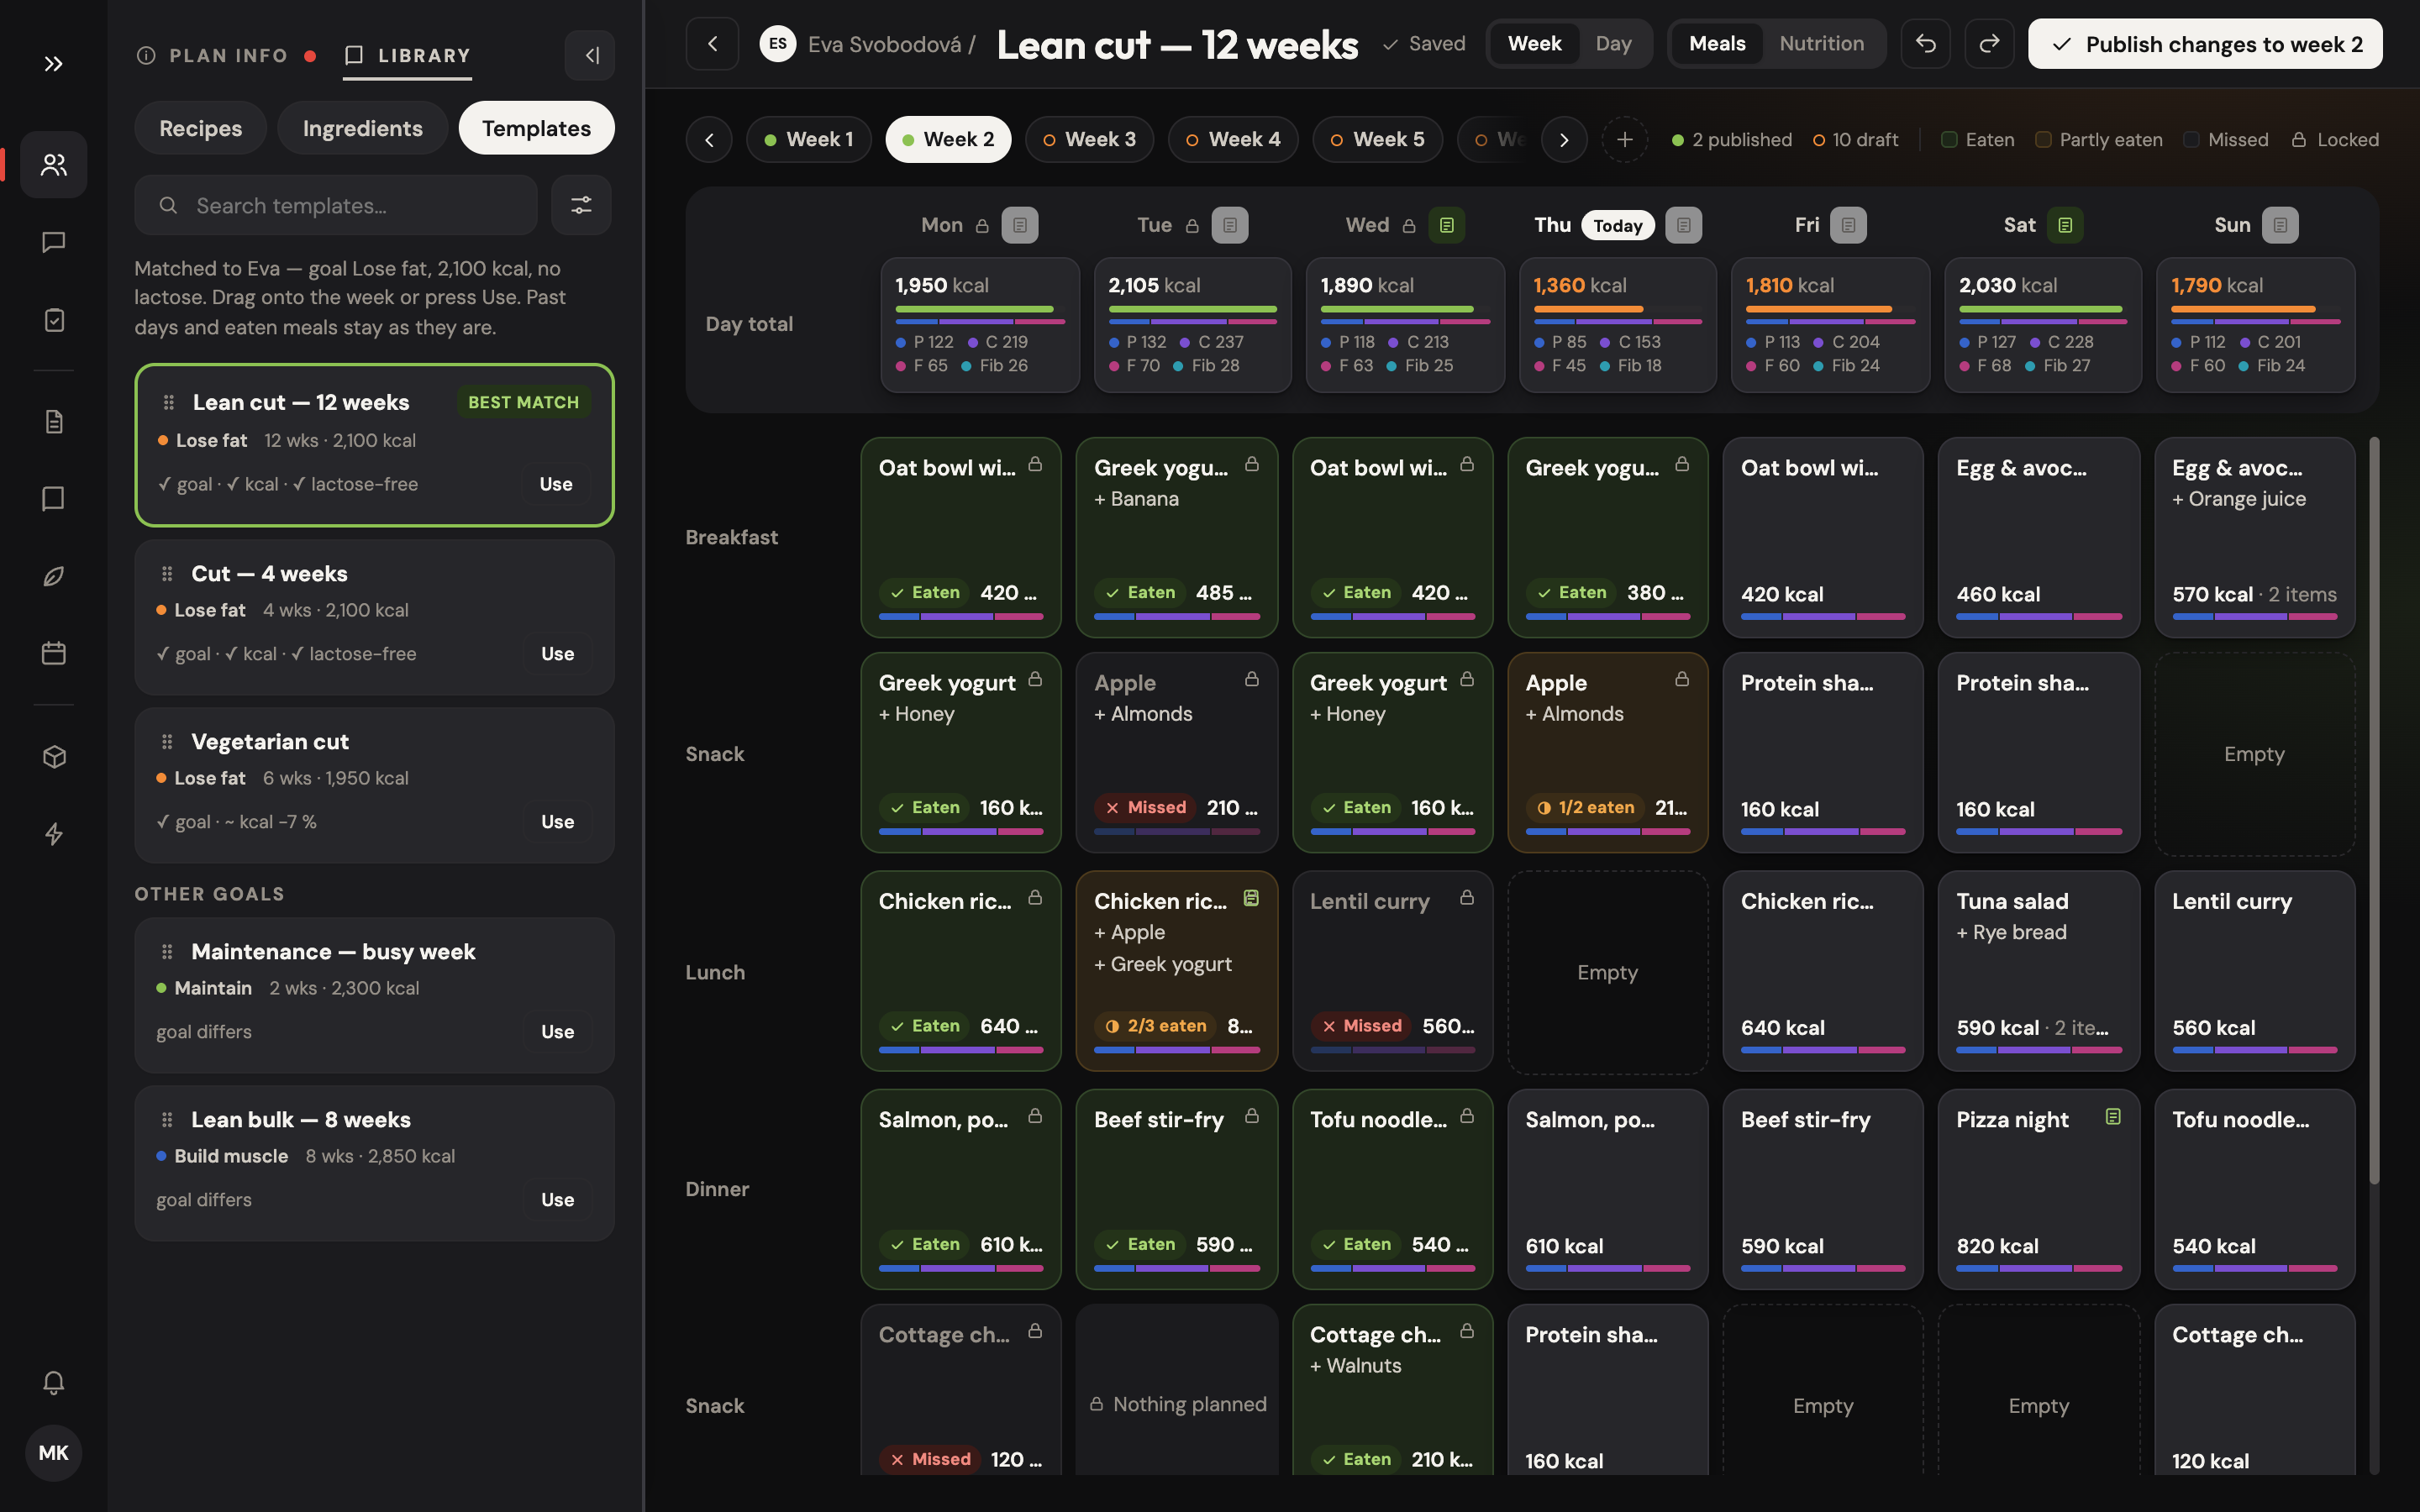 PLAN INFO
LIBRARY
Recipes
Ingredients
Templates
Search templates...
Matched to Eva — goal Lose fat, 2,100 kcal, no
lactose. Drag onto the week or press Use. Past
days and eaten meals stay as they are.
Lean cut — 12 weeks
BEST MATCH
Lose fat 12 wks · 2,100 kcal
✓ goal · ✓ kcal · ✓ lactose-free
Use
Cut — 4 weeks
Lose fat 4 wks · 2,100 kcal
✓ goal · ✓ kcal · ✓ lactose-free
Use
Vegetarian cut
Lose fat 6 wks · 1,950 kcal
✓ goal · ~ kcal -7 %
Use
OTHER GOALS
Maintenance — busy week
Maintain 2 wks · 2,300 kcal
goal differs
Use
Lean bulk — 8 weeks
Build muscle 8 wks · 2,850 kcal
goal differs
Use
MK
ES
Eva Svobodová /
Lean cut — 12 weeks
Saved
Week
Day
Meals
Nutrition
Publish changes to week 2
Week 1
Week 2
Week 3
Week 4
Week 5
We
2 published
10 draft
Eaten
Partly eaten
Missed
Locked
Mon
Tue
Wed
Thu Today
Fri
Sat
Sun
Day total
1,950 kcal
P 122 C 219
F 65 Fib 26
2,105 kcal
P 132 C 237
F 70 Fib 28
1,890 kcal
P 118 C 213
F 63 Fib 25
1,360 kcal
P 85 C 153
F 45 Fib 18
1,810 kcal
P 113 C 204
F 60 Fib 24
2,030 kcal
P 127 C 228
F 68 Fib 27
1,790 kcal
P 112 C 201
F 60 Fib 24
Breakfast
Oat bowl wi...
Eaten 420 ...
Greek yogu...
+ Banana
Eaten 485 ...
Oat bowl wi...
Eaten 420 ...
Greek yogu...
Eaten 380 ...
Oat bowl wi...
420 kcal
Egg & avoc...
460 kcal
Egg & avoc...
+ Orange juice
570 kcal · 2 items
Snack
Greek yogurt
+ Honey
Eaten 160 k...
Apple
+ Almonds
Missed 210 ...
Greek yogurt
+ Honey
Eaten 160 k...
Apple
+ Almonds
1/2 eaten 21...
Protein sha...
160 kcal
Protein sha...
160 kcal
Empty
Lunch
Chicken ric...
Eaten 640 ...
Chicken ric...
+ Apple
+ Greek yogurt
2/3 eaten 8...
Lentil curry
Missed 560...
Empty
Chicken ric...
640 kcal
Tuna salad
+ Rye bread
590 kcal · 2 ite...
Lentil curry
560 kcal
Dinner
Salmon, po...
Eaten 610 k...
Beef stir-fry
Eaten 590 ...
Tofu noodle...
Eaten 540 ...
Salmon, po...
610 kcal
Beef stir-fry
590 kcal
Pizza night
820 kcal
Tofu noodle...
540 kcal
Snack
Cottage ch...
Missed 120 ...
Nothing planned
Cottage ch...
+ Walnuts
Eaten 210 k...
Protein sha...
160 kcal
Empty
Empty
Cottage ch...
120 kcal